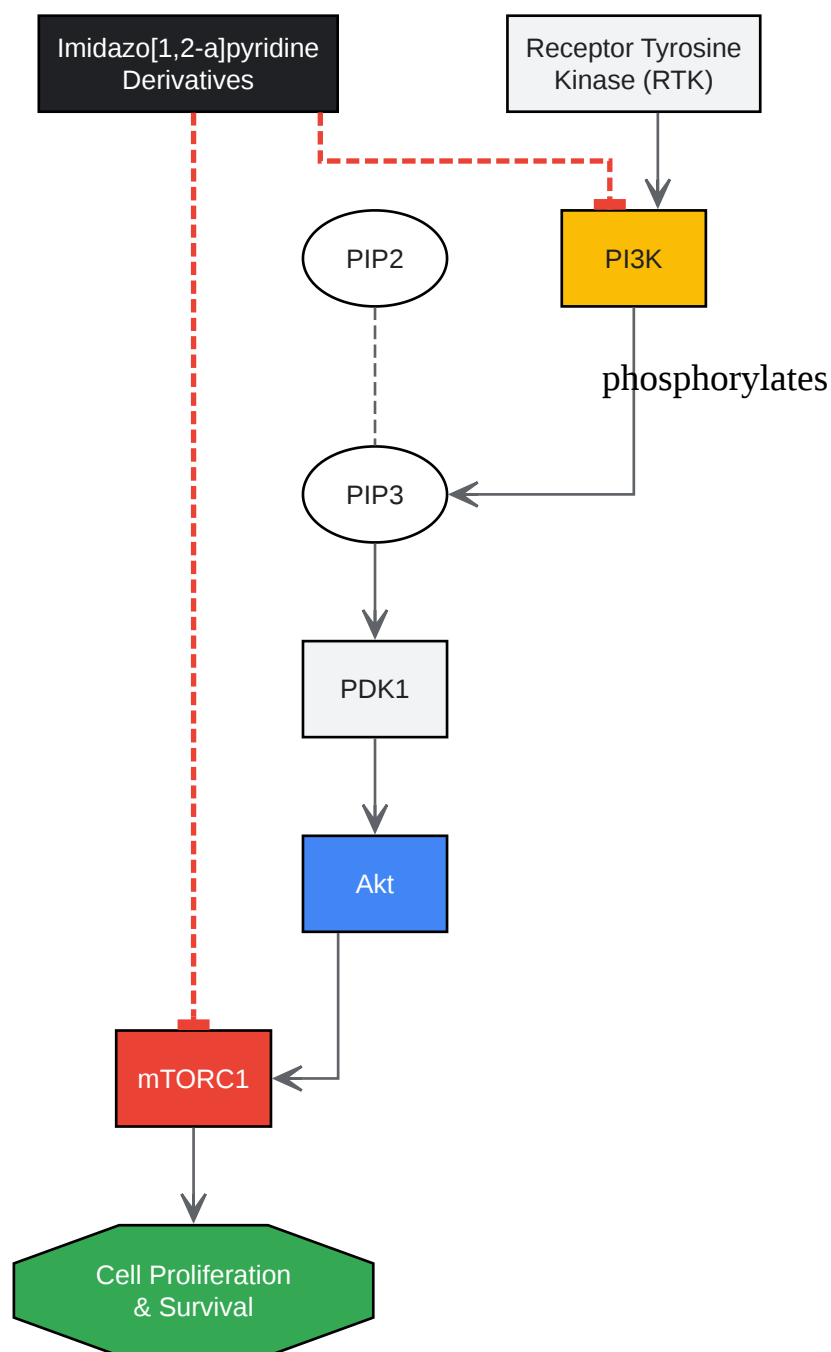 Imidazo[1,2-a]pyridine
Derivatives
Receptor Tyrosine
Kinase (RTK)
PIP2
PI3K
phosphorylates
PIP3
PDK1
Akt
mTORC1
Cell Proliferation
& Survival